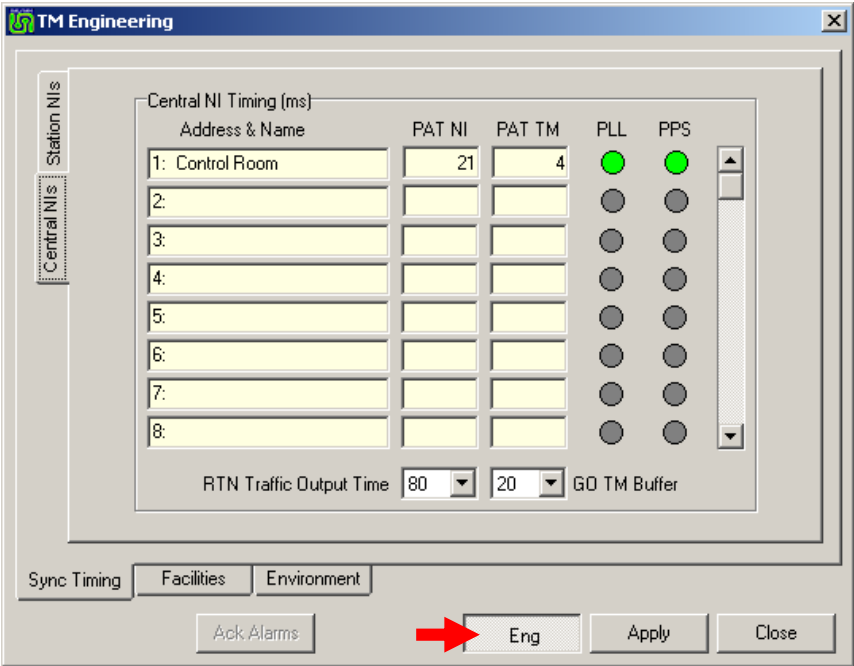 TM Engineering
Station NIs
Central NIs
Central NI Timing (ms)
Address & Name PAT NI PAT TM PLL PPS
1: Control Room 21 4
2:
3:
4:
5:
6:
7:
8:
RTN Traffic Output Time 80 20 GO TM Buffer
Sync Timing Facilities Environment
Ack Alarms Eng Apply Close